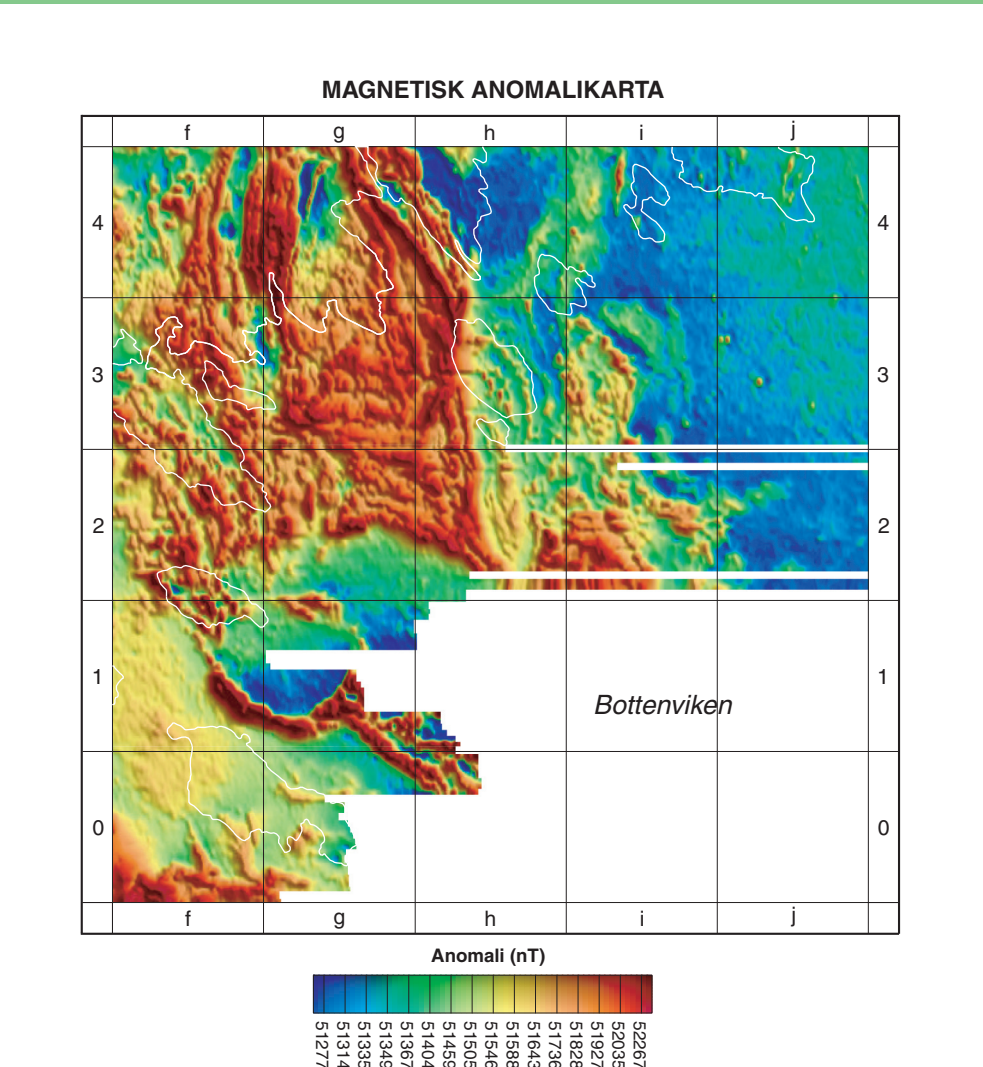 MAGNETISK ANOMALIKARTA
f g h i j
4 4
3 3
2 2
1 Bottenviken 1
0 0
f g h i j
Anomali (nT)
51277 51314 51335 51349 51367 51404 51459 51505 51546 51588 51643 51736 51828 51927 52035 52267